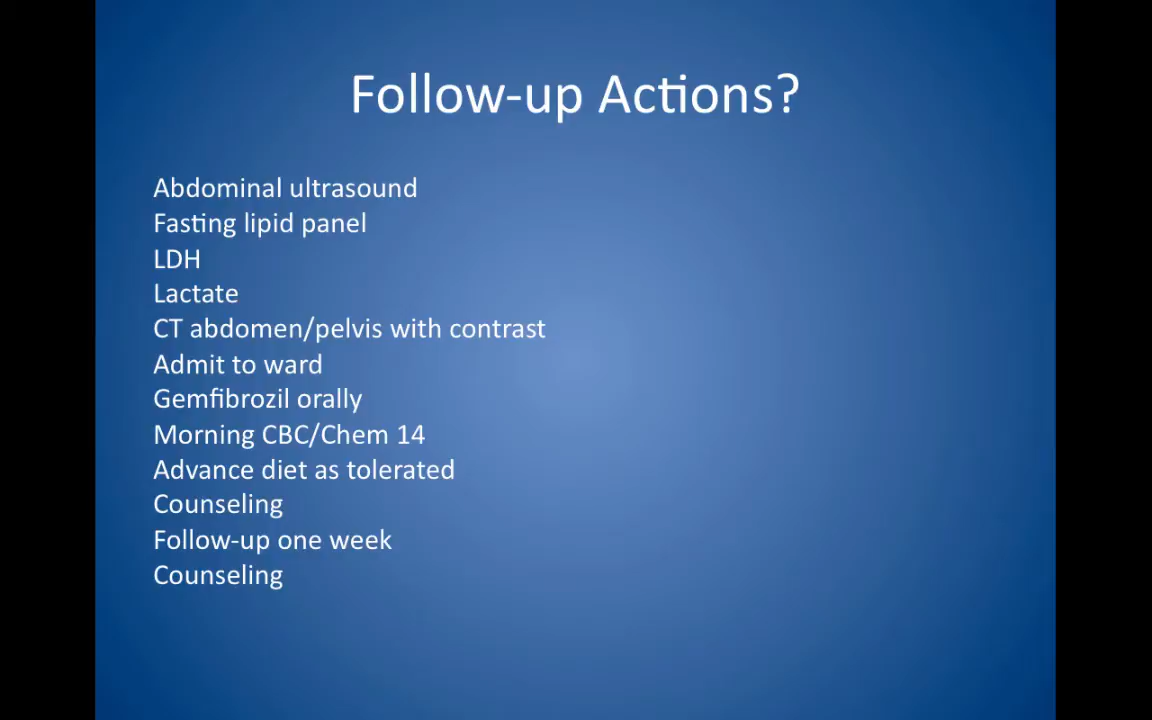 Follow-up Actions?
Abdominal ultrasound
Fasting lipid panel
LDH
Lactate
CT abdomen/pelvis with contrast
Admit to ward
Gemfibrozil orally
Morning CBC/Chem 14
Advance diet as tolerated
Counseling
Follow-up one week
Counseling